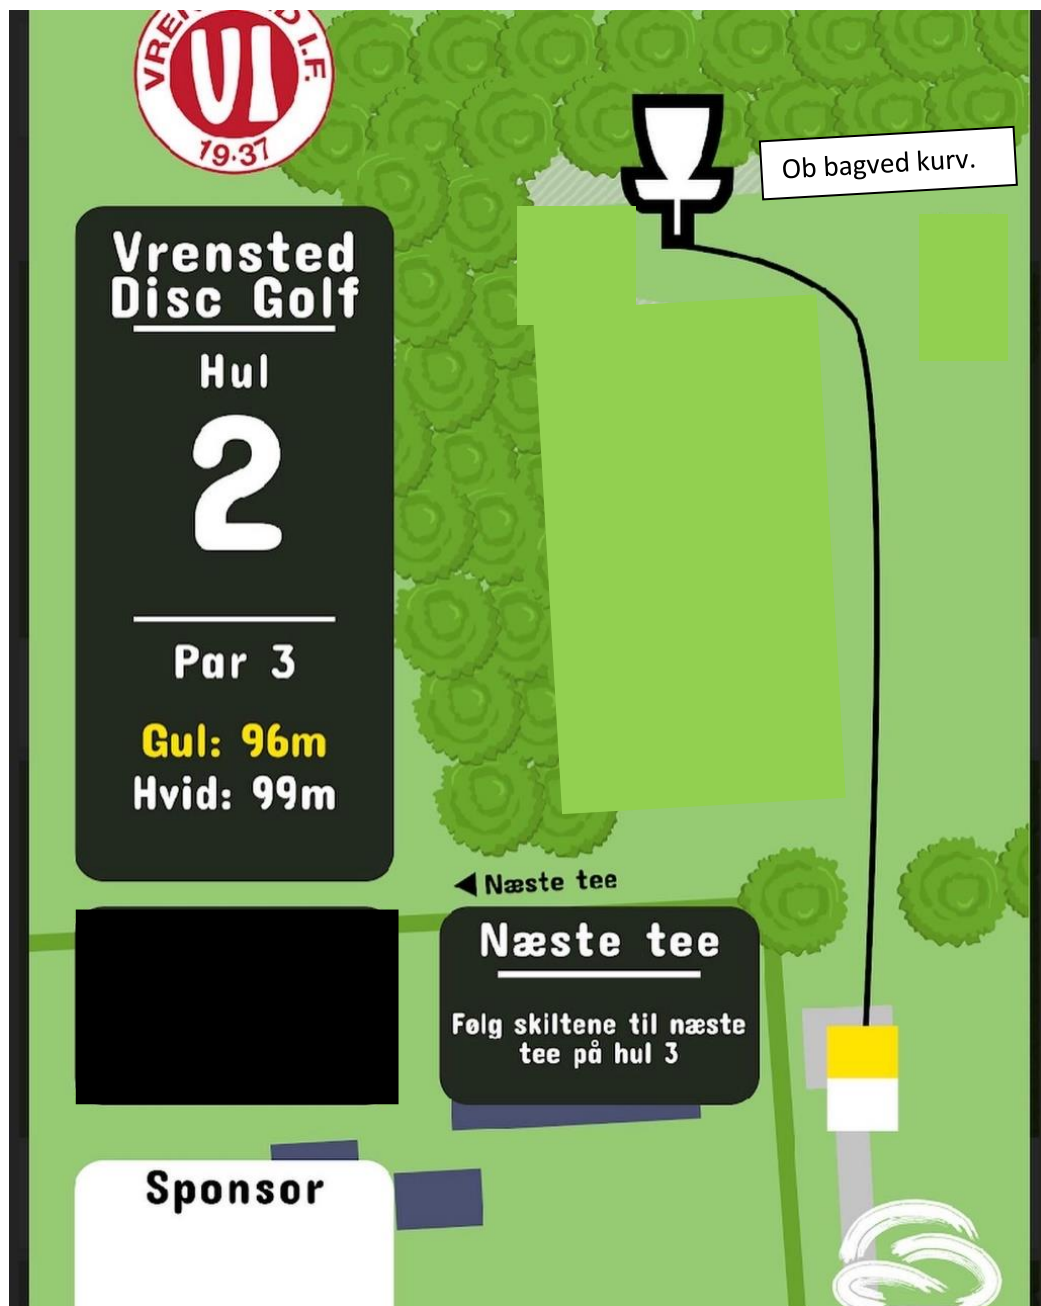 VRENSTED I.F.
VI
19·37
Ob bagved kurv.
Vrensted
Disc Golf
Hul
2
Par 3
Gul: 96m
Hvid: 99m
Næste tee
Næste tee
Følg skiltene til næste
tee på hul 3
Sponsor